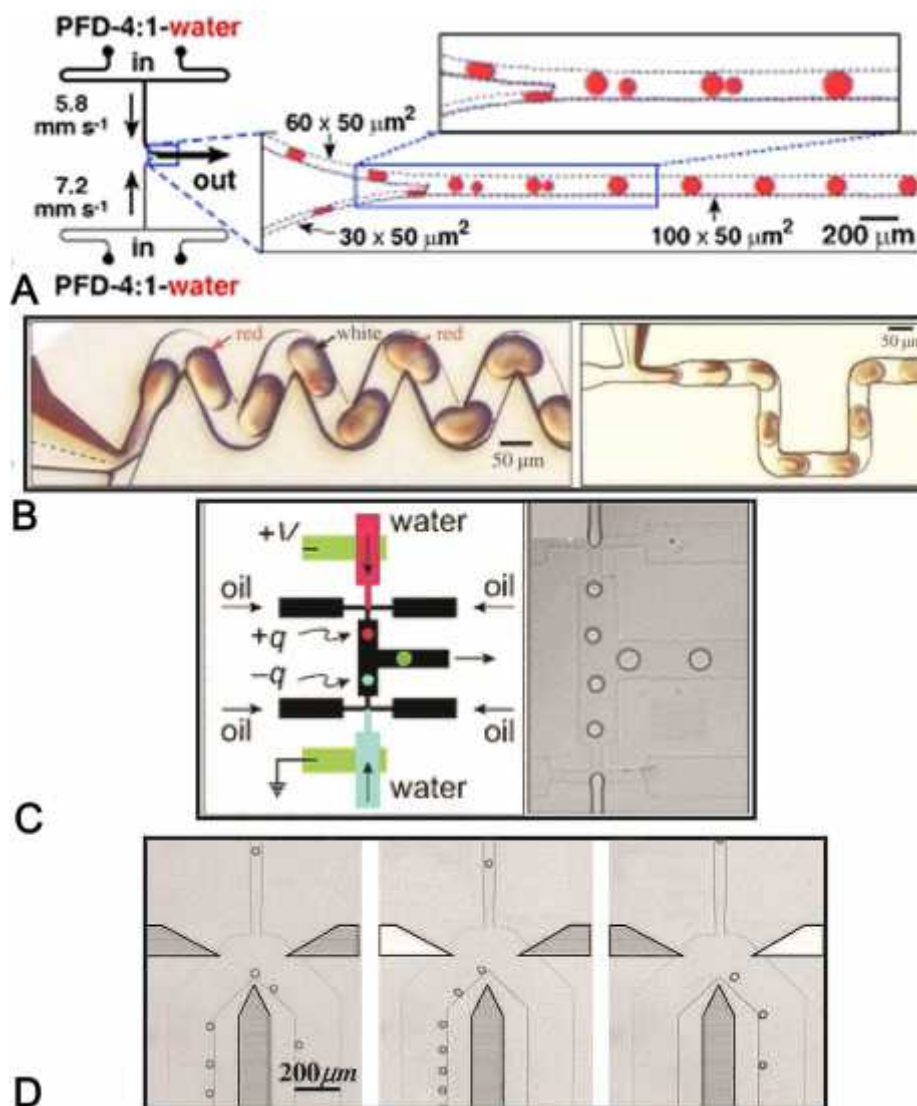 PFD-4:1-water
in
5.8
mm s⁻¹
60 x 50 μm²
out
7.2
mm s⁻¹
in
30 x 50 μm²
100 x 50 μm²
200 μm
PFD-4:1-water
A
red
white
red
50 μm
50 μm
B
+V
water
oil
oil
+q
-q
oil
oil
water
C
200μm
D